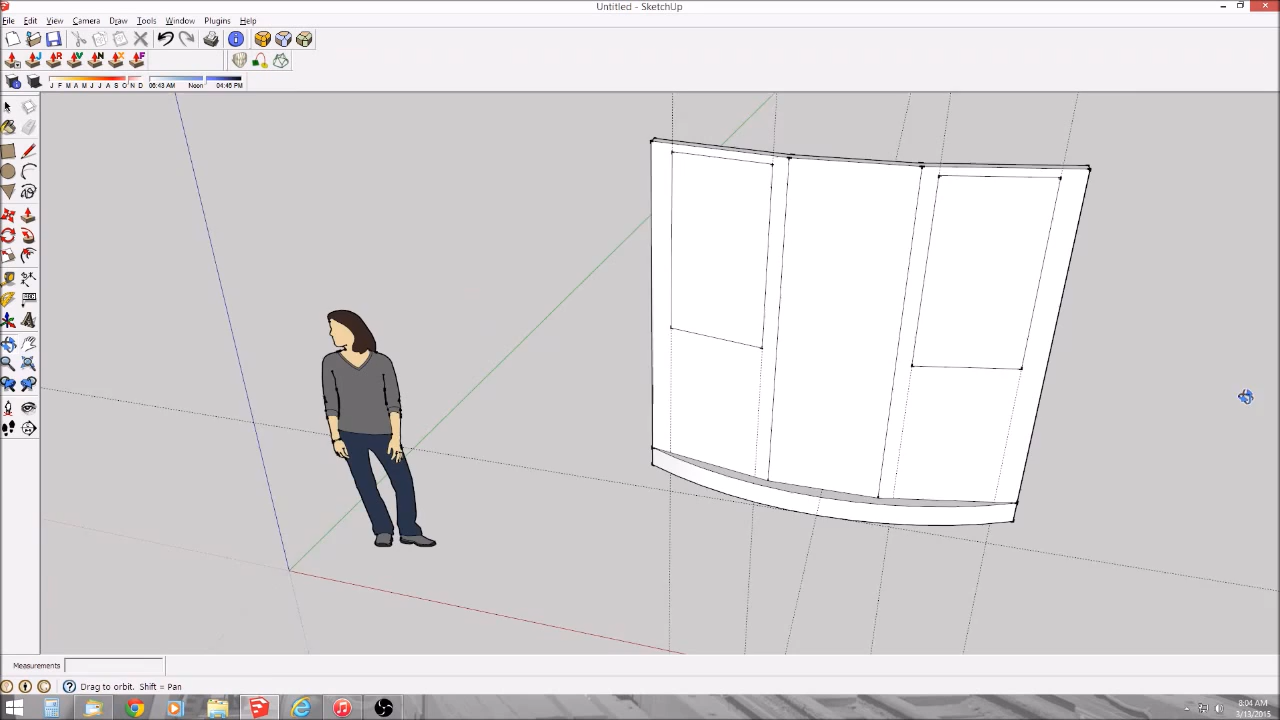 Untitled - SketchUp
File Edit View Camera Draw Tools Window Plugins Help
J R V N X F
J F M A M J J A S O N D 06:43 AM Noon 04:46 PM
Measurements
Drag to orbit. Shift = Pan
8:04 AM
3/13/2015